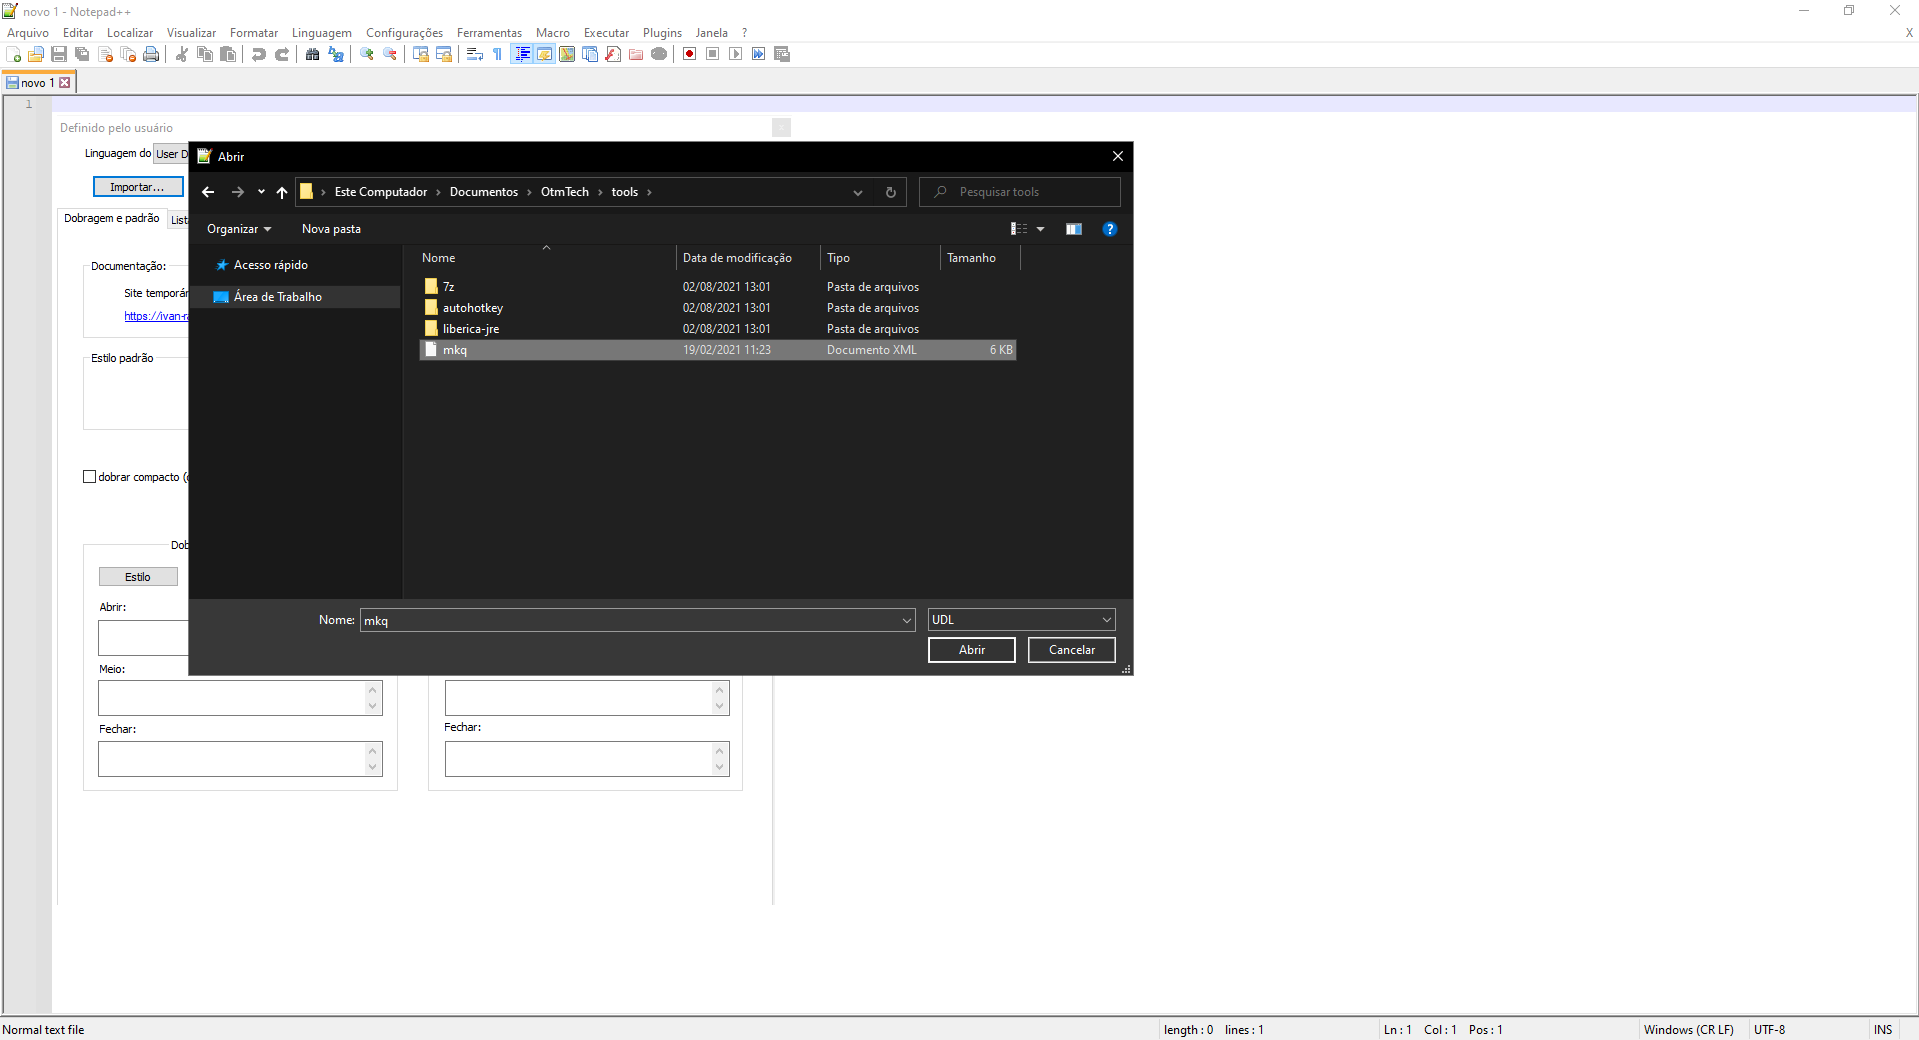 novo 1 - Notepad++
Arquivo Editar Localizar Visualizar Formatar Linguagem Configurações Ferramentas Macro Executar Plugins Janela ? X
novo 1
1
Definido pelo usuário
Linguagem do User D
Importar...
Dobragem e padrão List
Documentação:
Site temporár
https://ivan-ra
Estilo padrão
dobrar compacto (
Dob
Estilo
Abrir:
Meio:
Fechar:
Fechar:
Abrir
Este Computador Documentos OtmTech tools
Pesquisar tools
Organizar Nova pasta
?
Acesso rápido
Área de Trabalho
Nome Data de modificação Tipo Tamanho
7z 02/08/2021 13:01 Pasta de arquivos
autohotkey 02/08/2021 13:01 Pasta de arquivos
liberica-jre 02/08/2021 13:01 Pasta de arquivos
mkq 19/02/2021 11:23 Documento XML 6 KB
Nome: mkq UDL
Abrir Cancelar
Normal text file length : 0 lines : 1 Ln : 1 Col : 1 Pos : 1 Windows (CR LF) UTF-8 INS